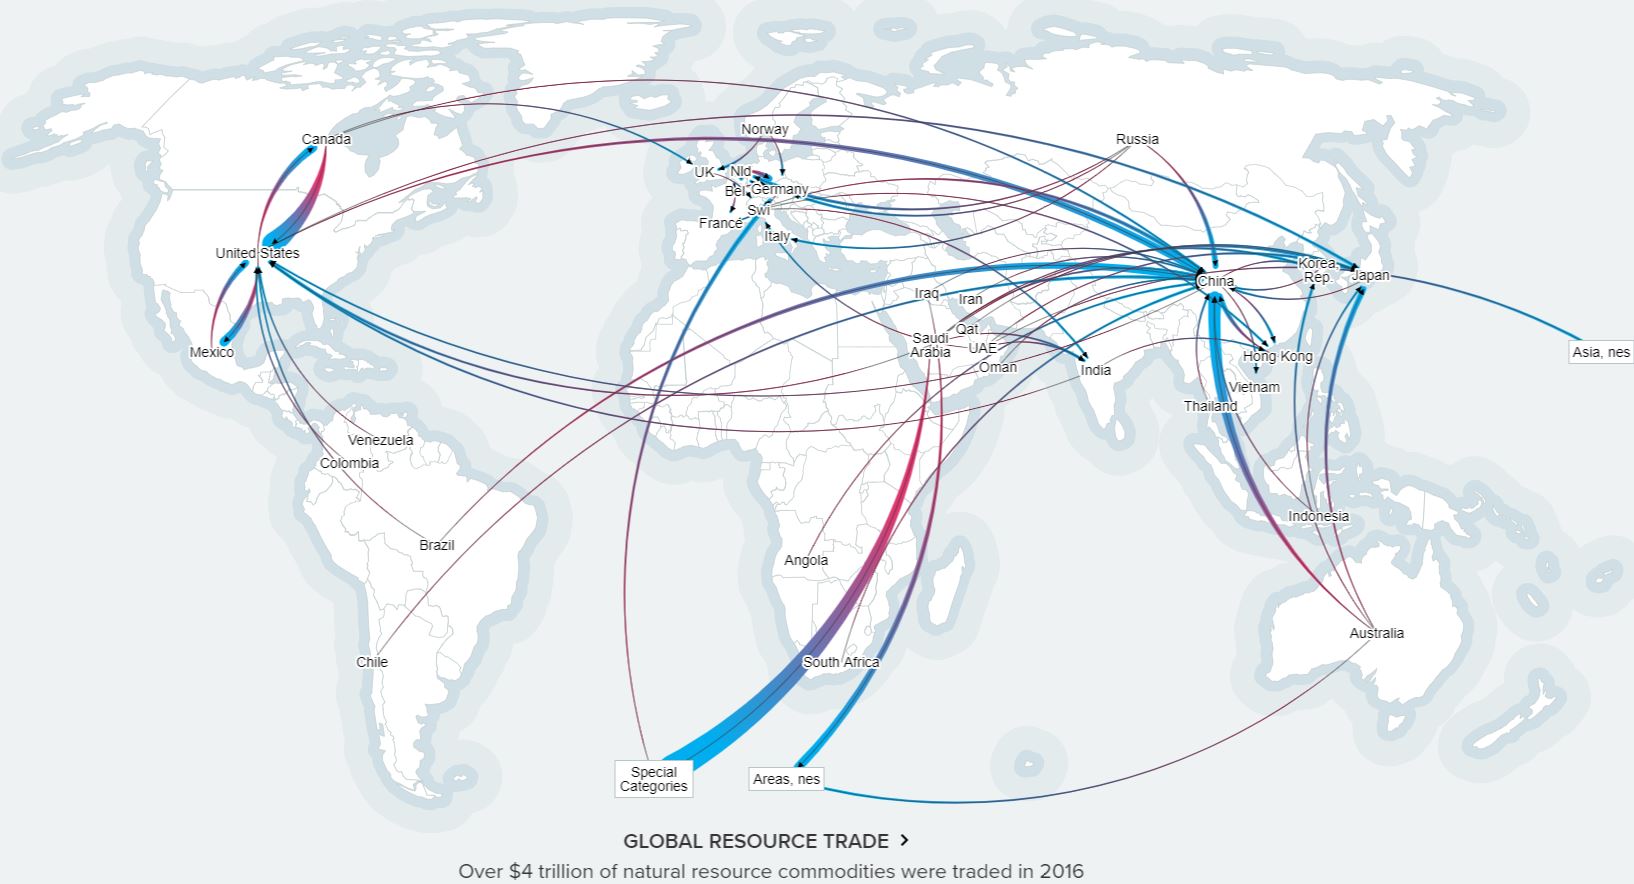 Canada
Norway
Russia
UK
Nld
Bel
Germany
Swi
France
Italy
United States
Mexico
China
Korea,
Rep.
Japan
Iraq
Iran
Qat
Saudi
Arabia
UAE
Oman
India
Hong Kong
Vietnam
Thailand
Asia, nes
Venezuela
Colombia
Brazil
Chile
Angola
South Africa
Indonesia
Australia
Special
Categories
Areas, nes
GLOBAL RESOURCE TRADE >
Over $4 trillion of natural resource commodities were traded in 2016